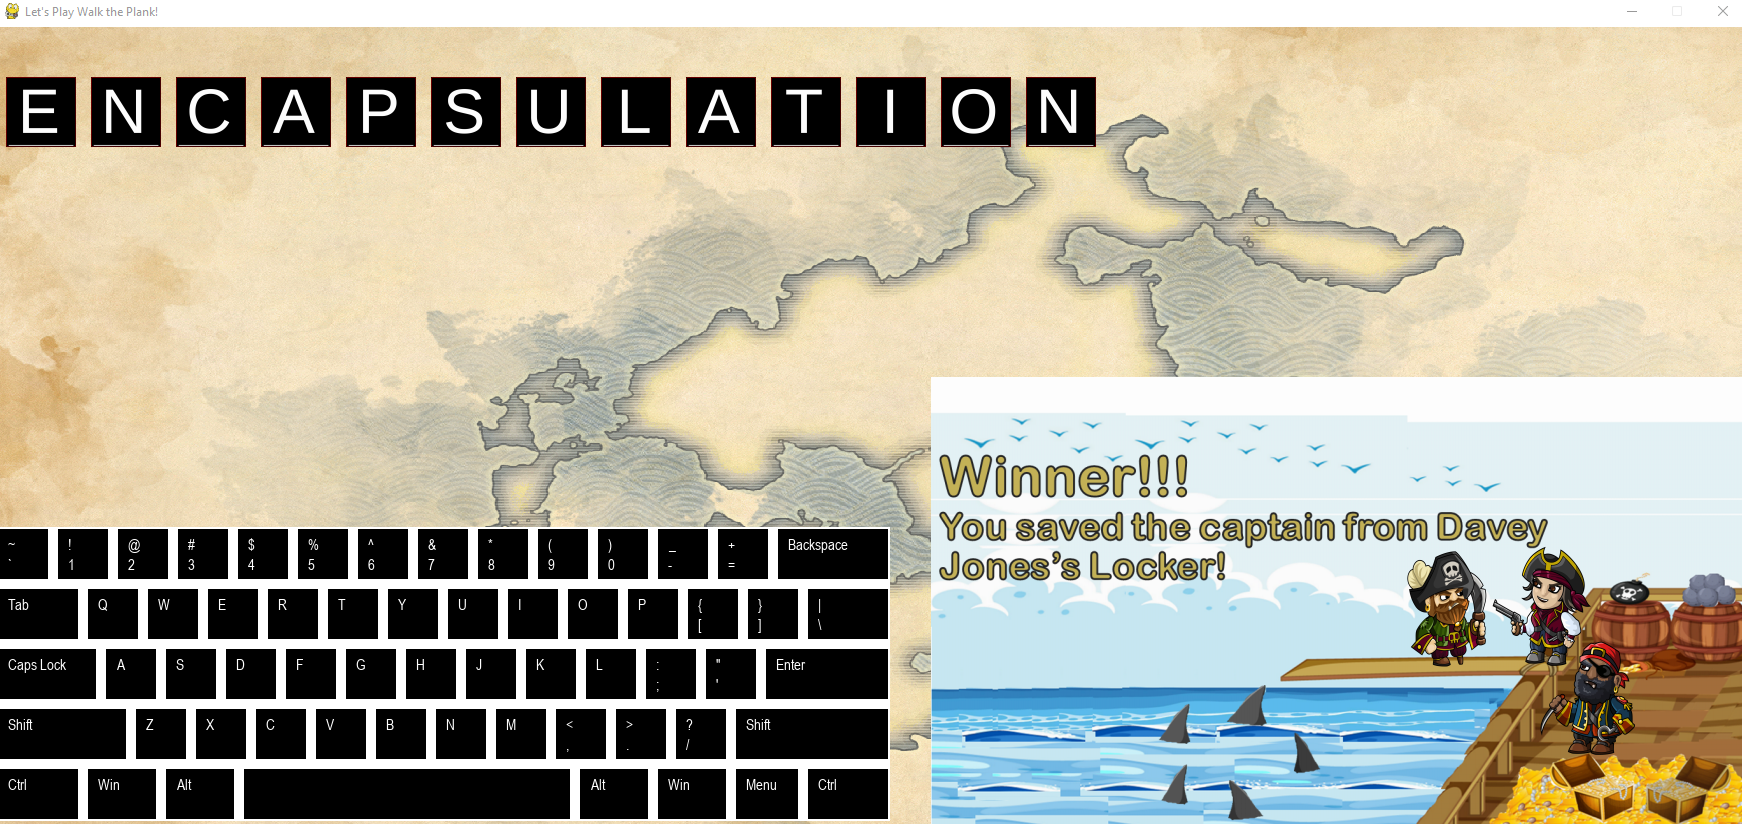 Let's Play Walk the Plank!
E N C A P S U L A T I O N
Winner!!!
You saved the captain from Davey
Jones's Locker!
~ ! @ # $ % ^ & * ( ) _ + Backspace
` 1 2 3 4 5 6 7 8 9 0 - =
Tab Q W E R T Y U I O P { } |
[ ] \
Caps Lock A S D F G H J K L : " Enter
; '
Shift Z X C V B N M < > ? Shift
, . /
Ctrl Win Alt Alt Win Menu Ctrl